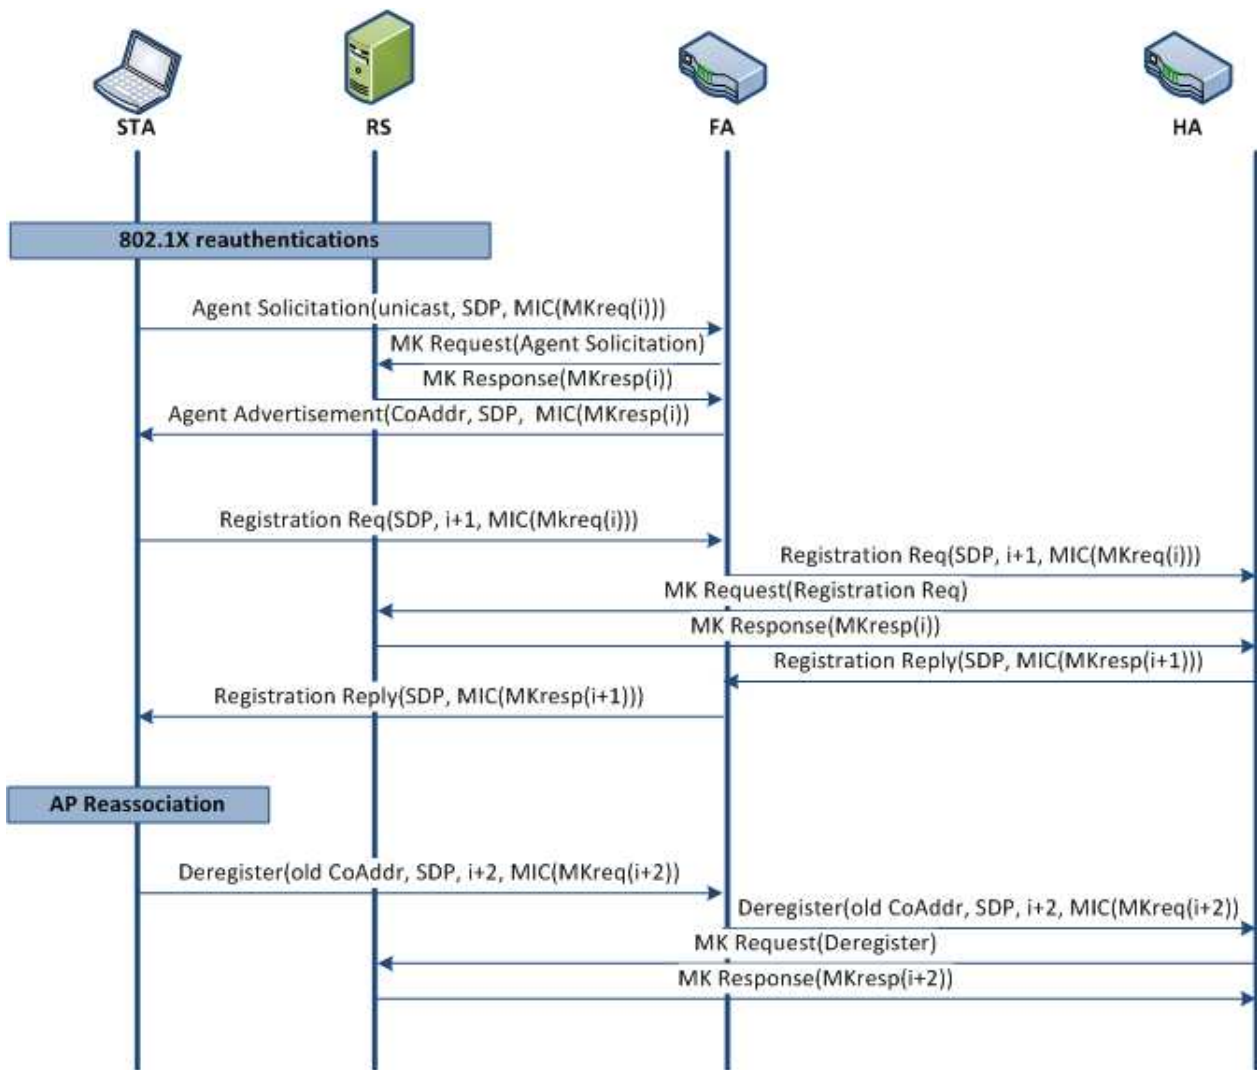 STA
RS
FA
HA
802.1X reauthentications
Agent Solicitation(unicast, SDP, MIC(MKreq(i)))
MK Request(Agent Solicitation)
MK Response(MKresp(i))
Agent Advertisement(CoAddr, SDP, MIC(MKresp(i))
Registration Req(SDP, i+1, MIC(Mkreq(i)))
Registration Req(SDP, i+1, MIC(MKreq(i)))
MK Request(Registration Req)
MK Response(MKresp(i))
Registration Reply(SDP, MIC(MKresp(i+1)))
Registration Reply(SDP, MIC(MKresp(i+1)))
AP Reassociation
Deregister(old CoAddr, SDP, i+2, MIC(MKreq(i+2))
Deregister(old CoAddr, SDP, i+2, MIC(MKreq(i+2))
MK Request(Deregister)
MK Response(MKresp(i+2))